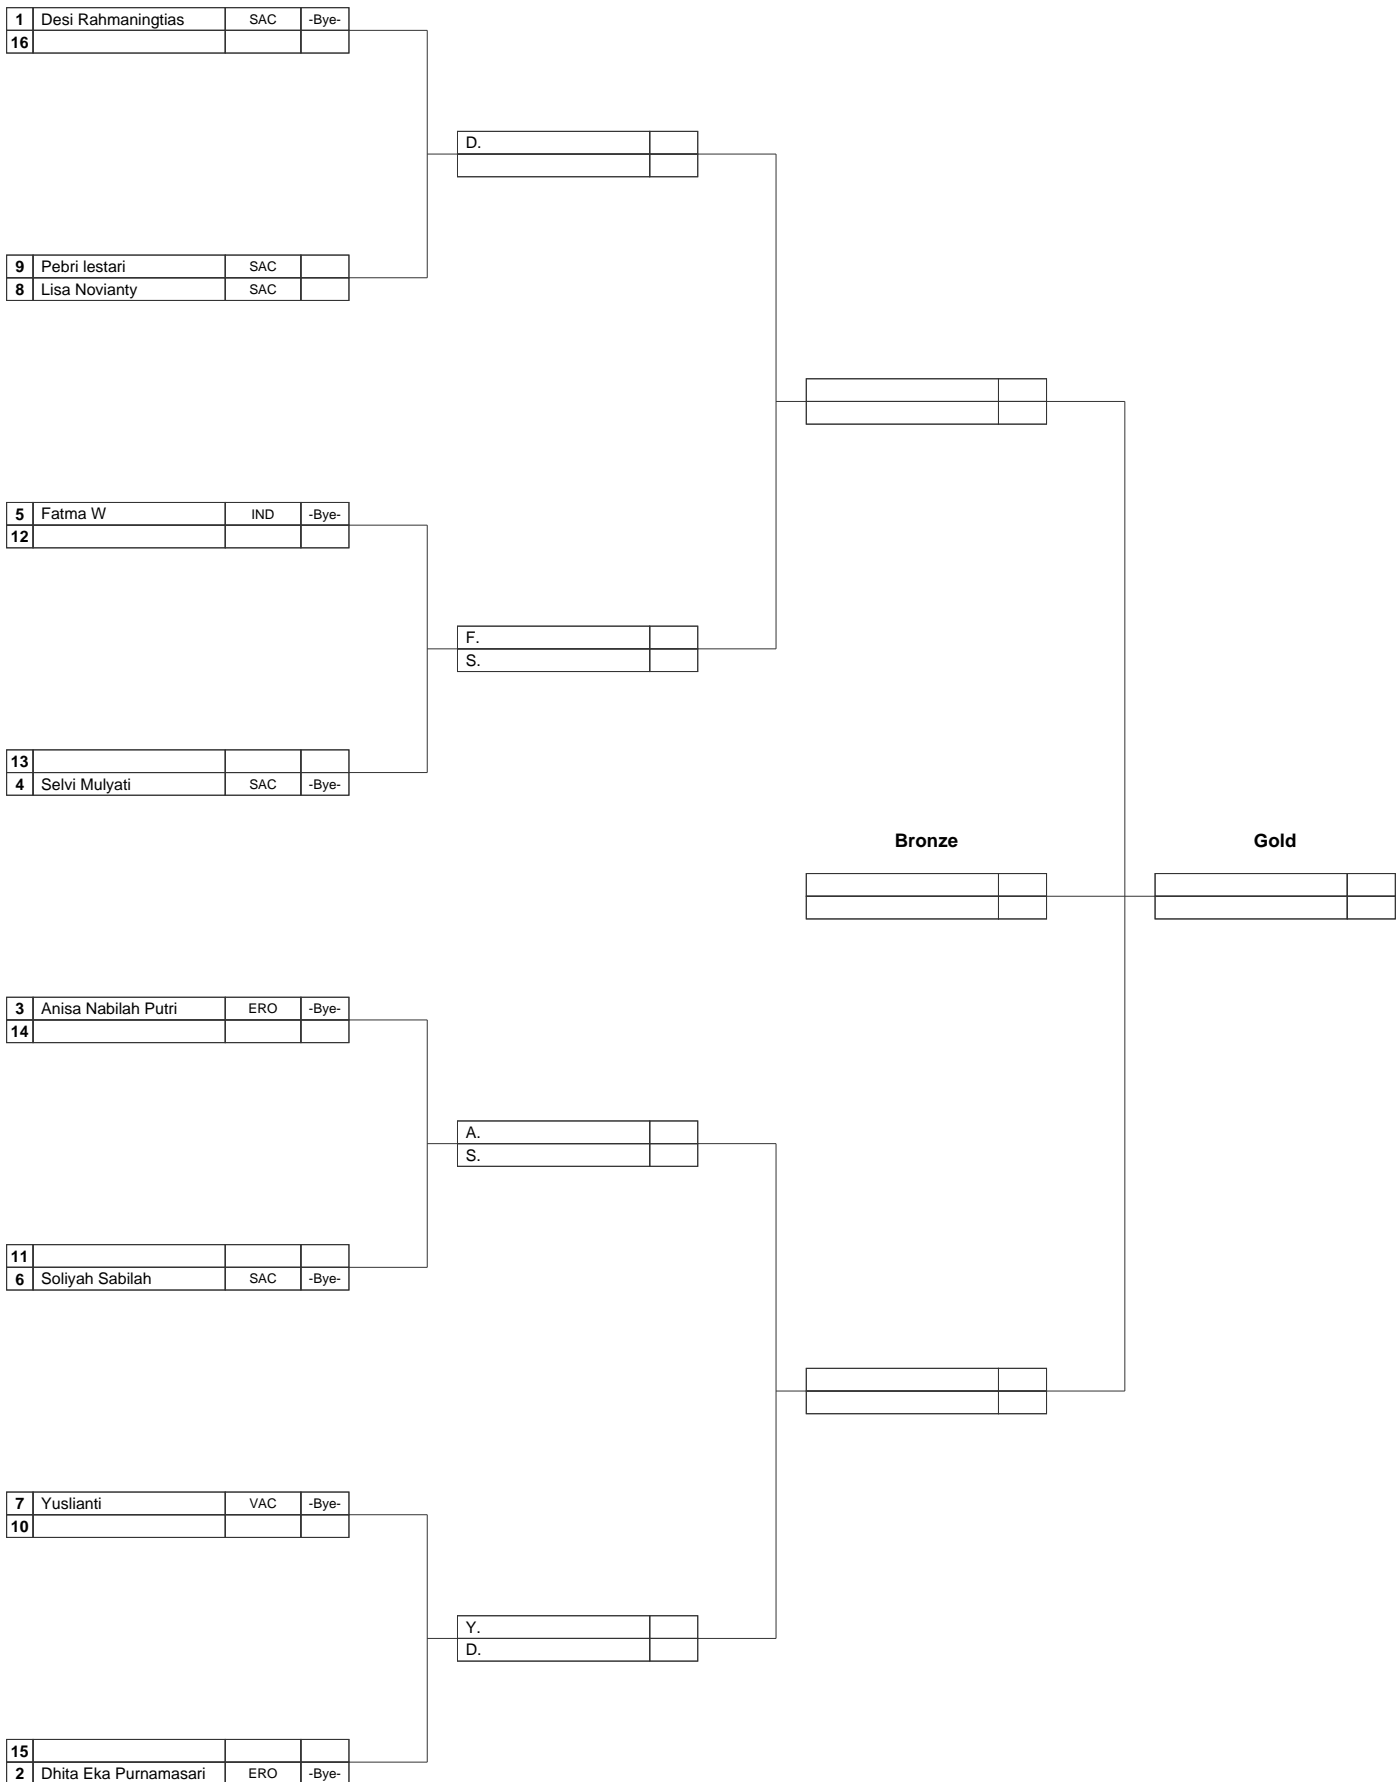 1 Desi Rahmaningtias SAC -Bye-
16
D.
9 Pebri lestari SAC
8 Lisa Novianty SAC
5 Fatma W IND -Bye-
12
F.
S.
13
4 Selvi Mulyati SAC -Bye-
Bronze Gold
3 Anisa Nabilah Putri ERO -Bye-
14
A.
S.
11
6 Soliyah Sabilah SAC -Bye-
7 Yuslianti VAC -Bye-
10
Y.
D.
15
2 Dhita Eka Purnamasari ERO -Bye-